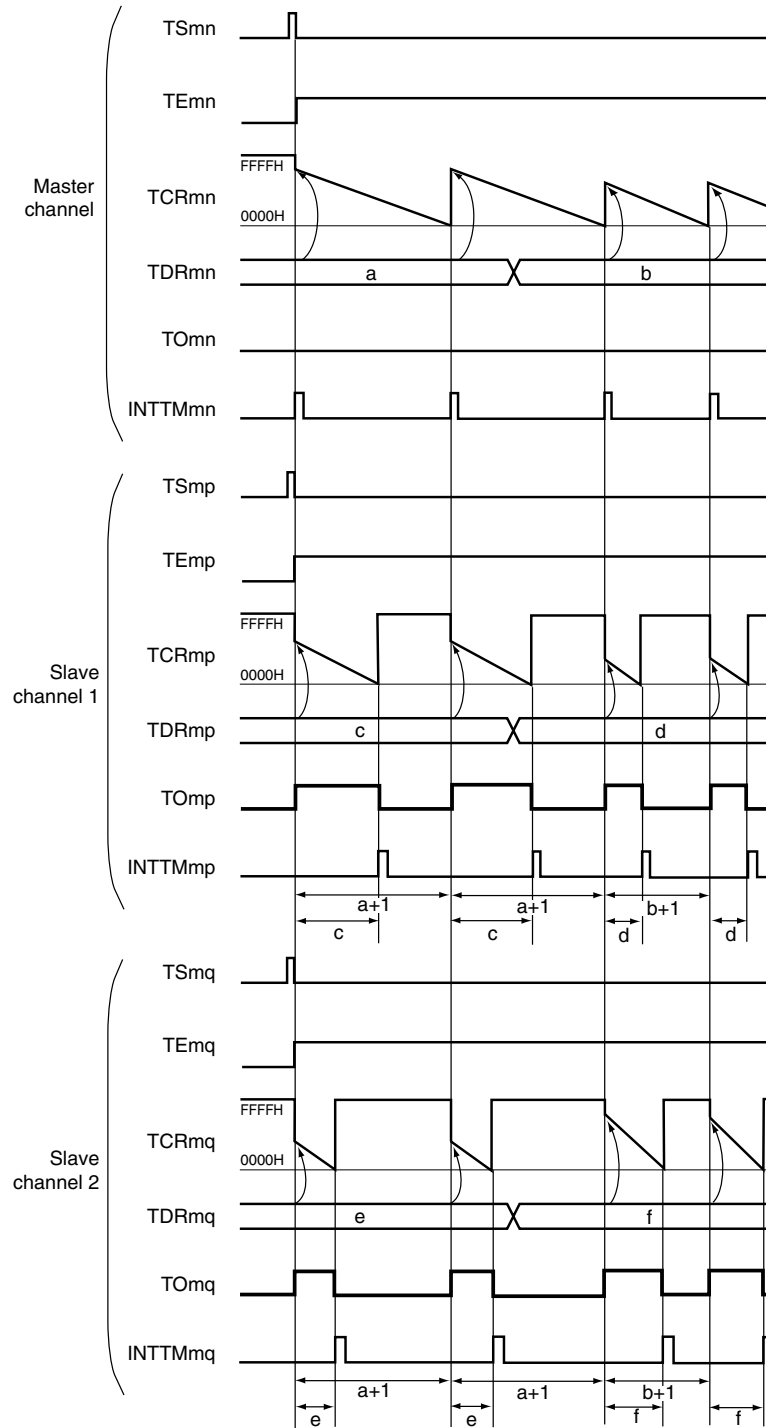 TSmn
TEmn
FFFFH
Master
channel
TCRmn
0000H
TDRmn
a
b
TOmn
INTTMmn
TSmp
TEmp
FFFFH
Slave
channel 1
TCRmp
0000H
TDRmp
c
d
TOmp
INTTMmp
a+1
a+1
b+1
c
c
d
d
TSmq
TEmq
FFFFH
Slave
channel 2
TCRmq
0000H
TDRmq
e
f
TOmq
INTTMmq
a+1
a+1
b+1
e
e
f
f